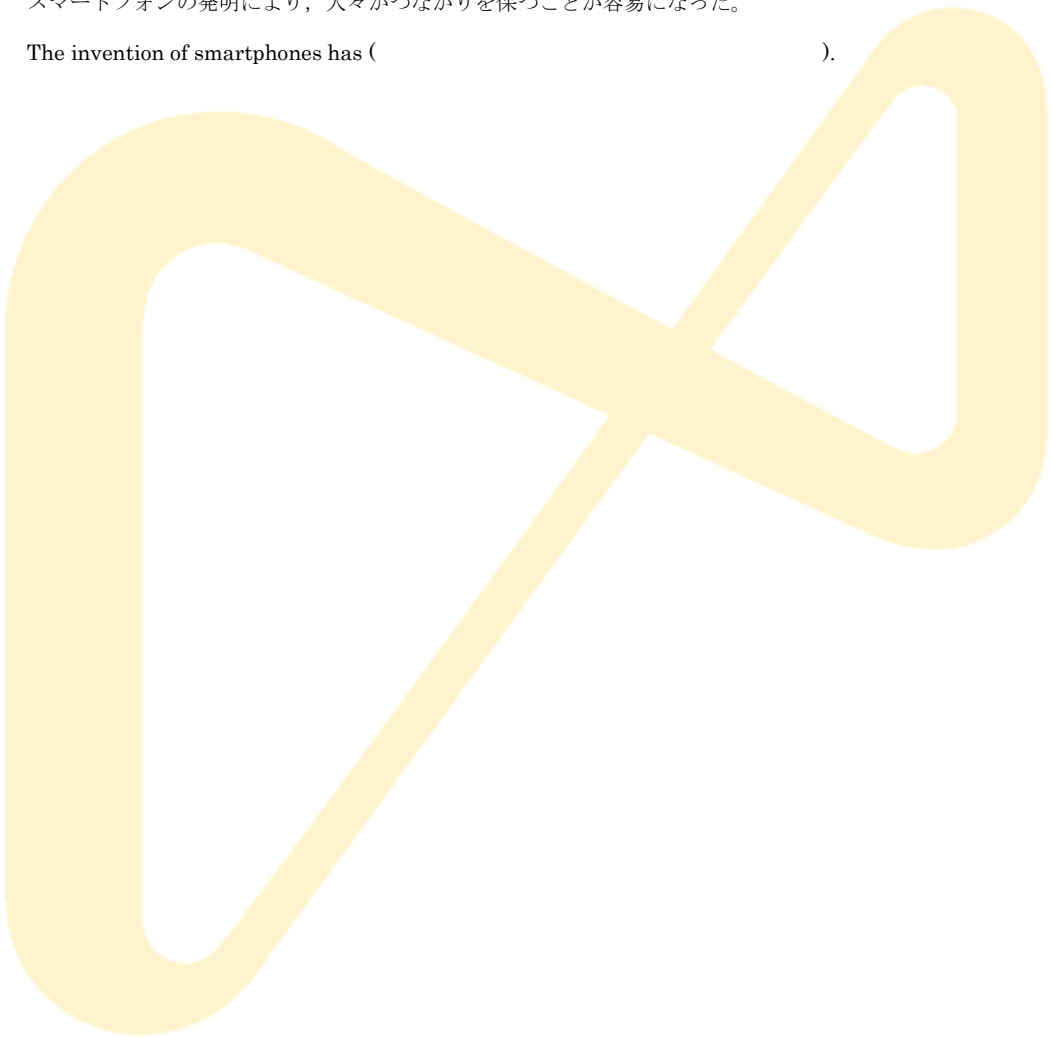 スマートフォンの発明により，人々がつながりを保つことが容易になった。
The invention of smartphones has ( ).